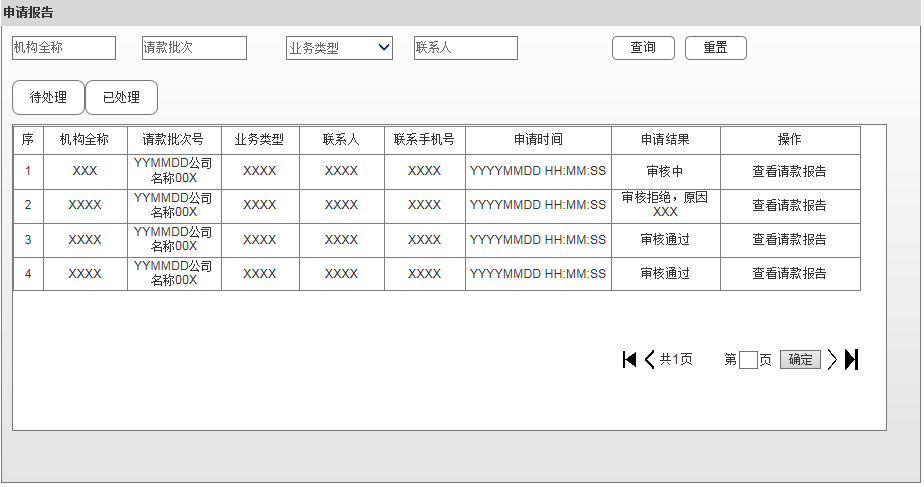 申请报告
机构全称 请款批次 业务类型 联系人 查询 重置
待处理 已处理
序 机构全称 请款批次号 业务类型 联系人 联系手机号 申请时间 申请结果 操作
1 XXX YYMMDD公司 XXXX XXXX XXXX YYYYMMDD HH:MM:SS 审核中 查看请款报告
名称00X
2 XXXX YYMMDD公司 XXXX XXXX XXXX YYYYMMDD HH:MM:SS 审核拒绝，原因 查看请款报告
名称00X XXX
3 XXXX YYMMDD公司 XXXX XXXX XXXX YYYYMMDD HH:MM:SS 审核通过 查看请款报告
名称00X
4 XXXX YYMMDD公司 XXXX XXXX XXXX YYYYMMDD HH:MM:SS 审核通过 查看请款报告
名称00X
共1页 第 页 确定